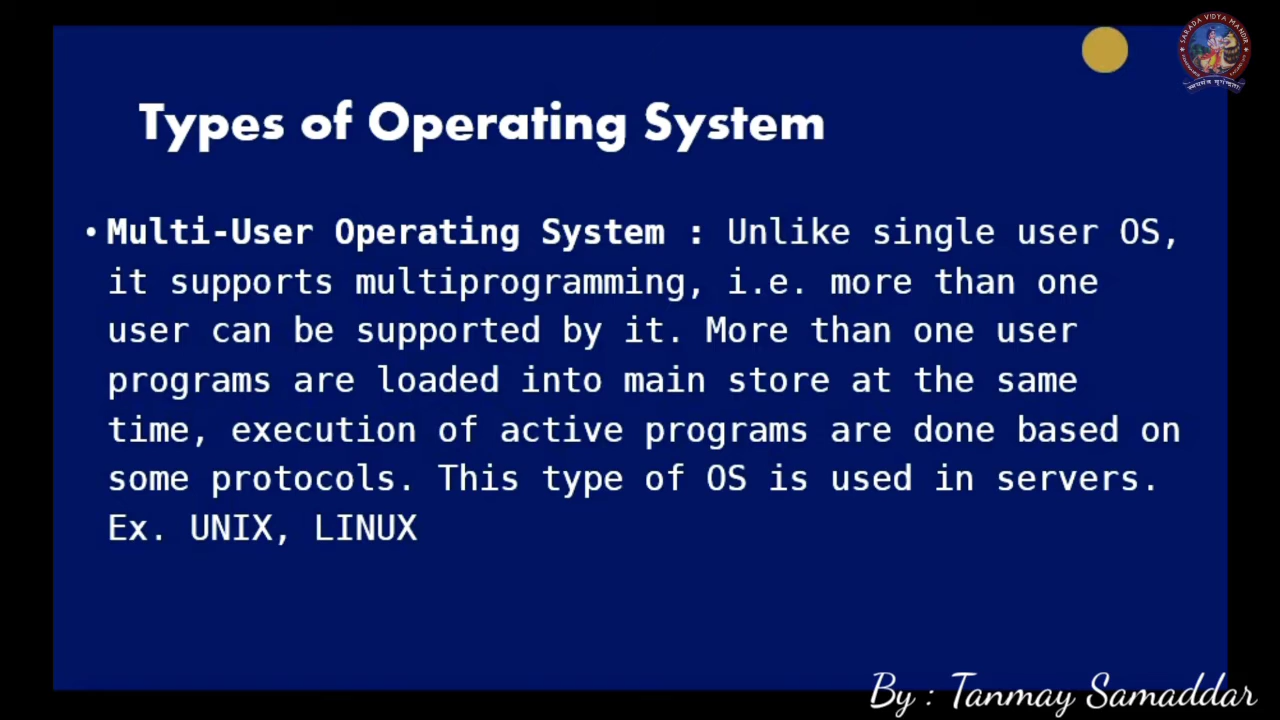 SARADA VIDYA MANDIR
Types of Operating System
• Multi-User Operating System : Unlike single user OS,
it supports multiprogramming, i.e. more than one
user can be supported by it. More than one user
programs are loaded into main store at the same
time, execution of active programs are done based on
some protocols. This type of OS is used in servers.
Ex. UNIX, LINUX
By : Tanmay Samaddar